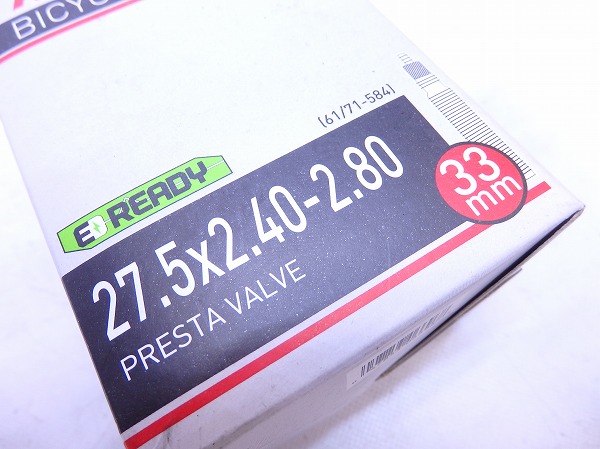 BICYC
(61/71-584)
E READY
27.5x2.40-2.80
33
mm
PRESTA VALVE